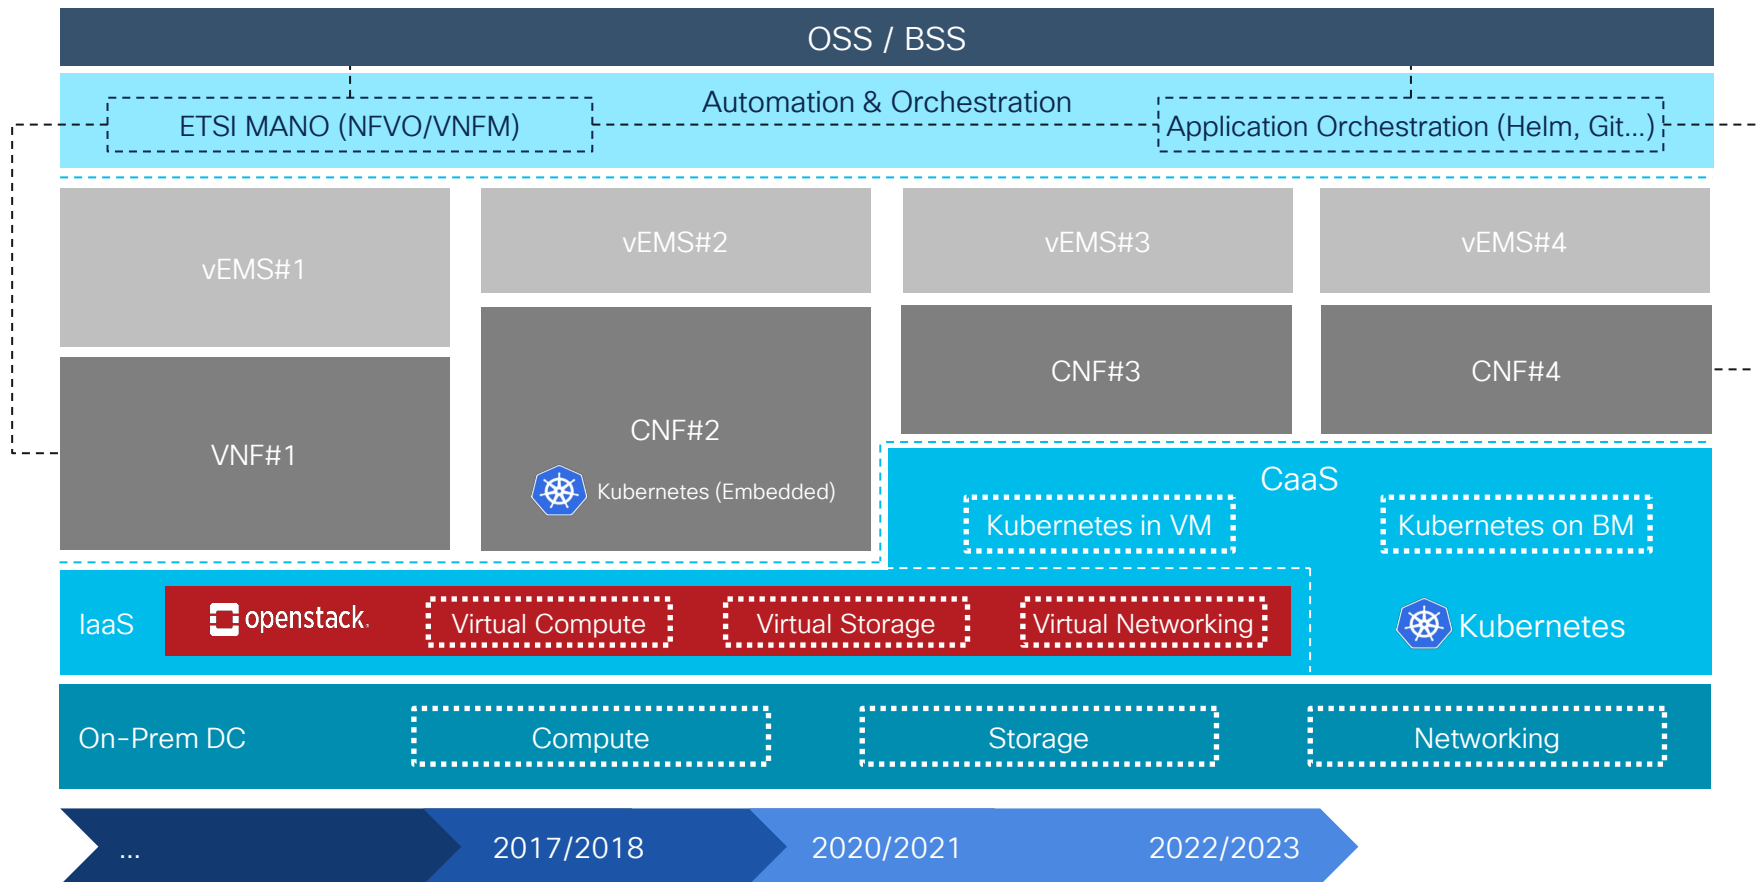 OSS / BSS
Automation & Orchestration
ETSI MANO (NFVO/VNFM)
Application Orchestration (Helm, Git...)
vEMS#1
vEMS#2
vEMS#3
vEMS#4
VNF#1
CNF#2
Kubernetes (Embedded)
CNF#3
CNF#4
CaaS
Kubernetes in VM
Kubernetes on BM
IaaS
openstack.
Virtual Compute
Virtual Storage
Virtual Networking
Kubernetes
On-Prem DC
Compute
Storage
Networking
...
2017/2018
2020/2021
2022/2023